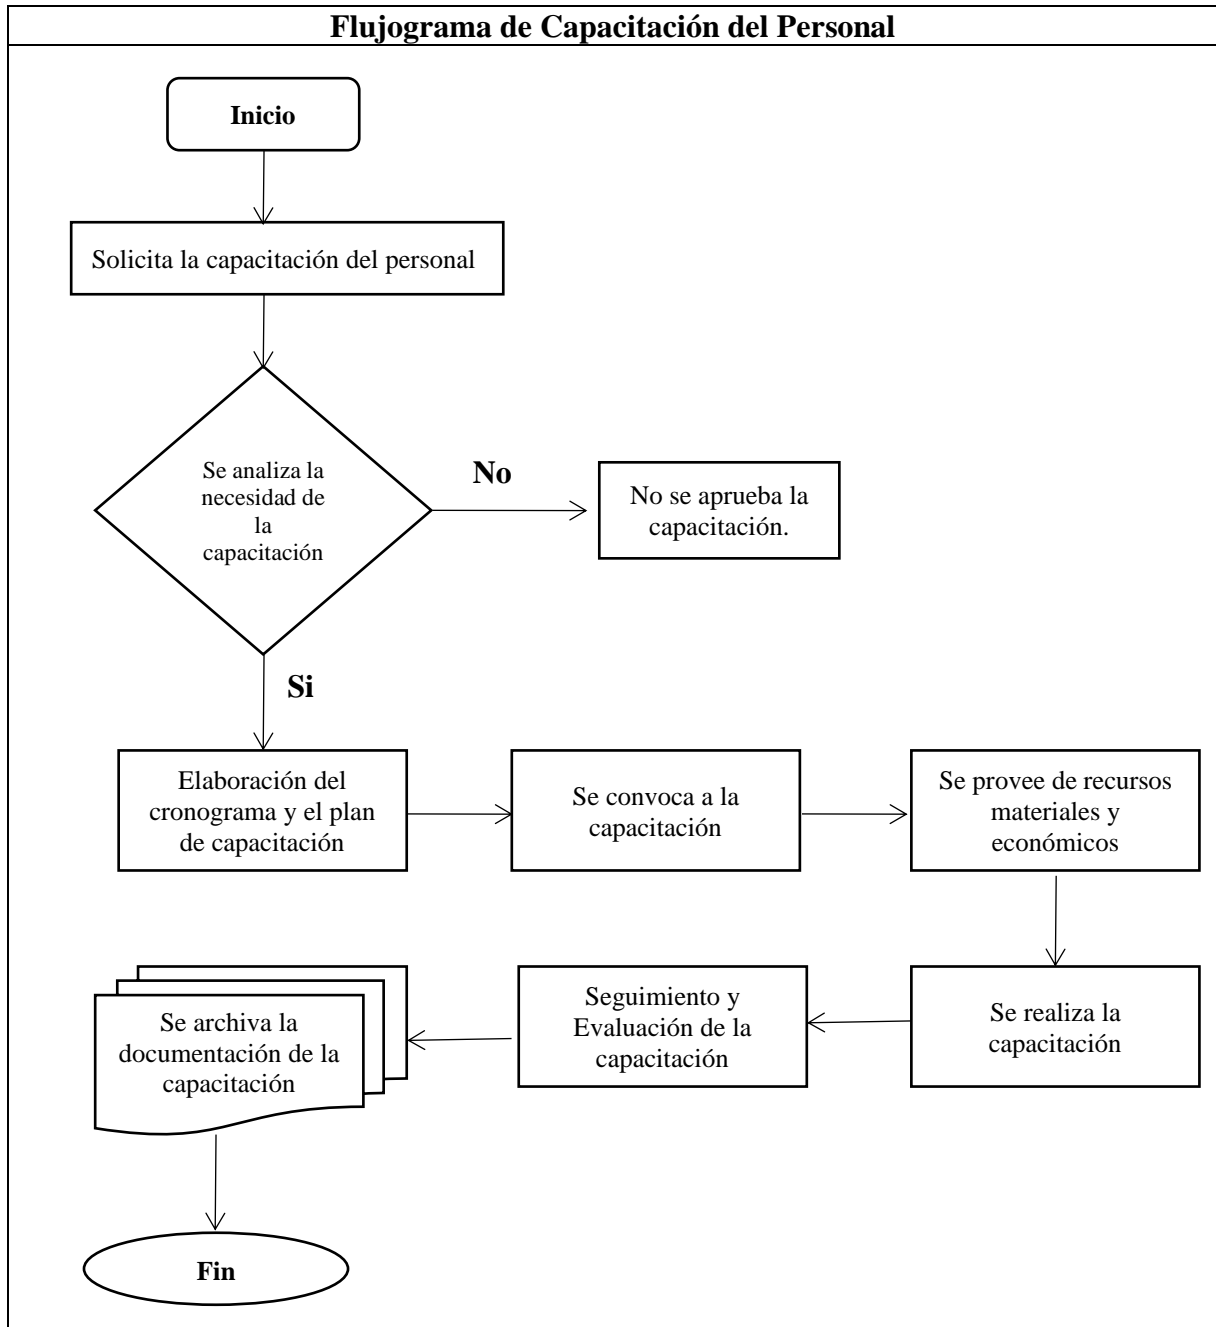 Flujograma de Capacitación del Personal
Inicio
Solicita la capacitación del personal
Se analiza la
necesidad de
la
capacitación
No
No se aprueba la
capacitación.
Si
Elaboración del
cronograma y el plan
de capacitación
Se convoca a la
capacitación
Se provee de recursos
materiales y
económicos
Se realiza la
capacitación
Seguimiento y
Evaluación de la
capacitación
Se archiva la
documentación de la
capacitación
Fin